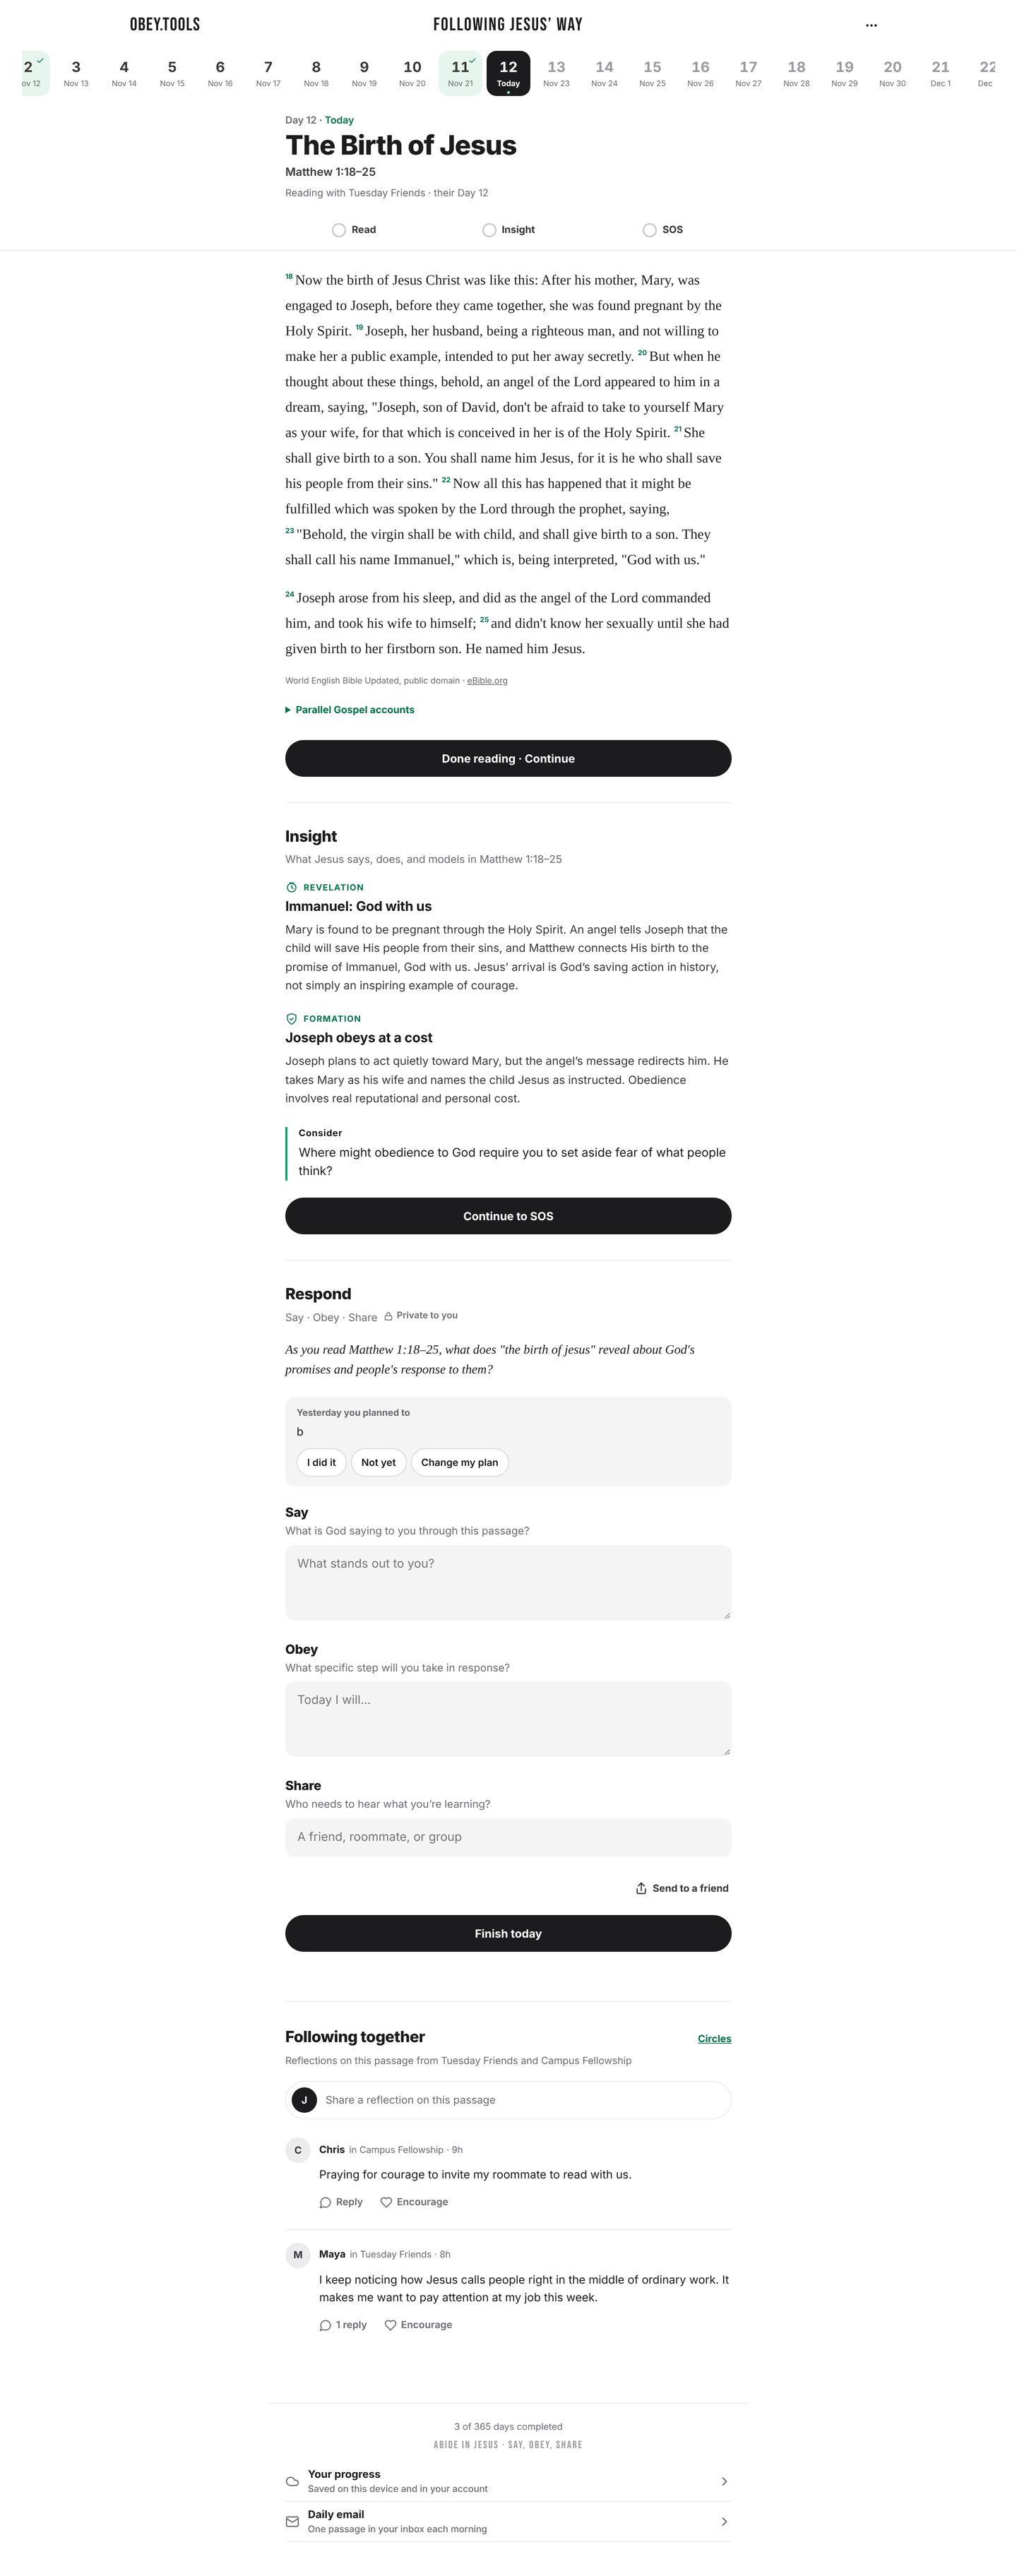 OBEY.TOOLS
FOLLOWING JESUS’ WAY
2 3 4 5 6 7 8 9 10 11 12 13 14 15 16 17 18 19 20 21 22
ov 12 Nov 13 Nov 14 Nov 15 Nov 16 Nov 17 Nov 18 Nov 19 Nov 20 Nov 21 Today Nov 23 Nov 24 Nov 25 Nov 26 Nov 27 Nov 28 Nov 29 Nov 30 Dec 1 Dec
Day 12 · Today
The Birth of Jesus
Matthew 1:18–25
Reading with Tuesday Friends · their Day 12
Read Insight SOS
18 Now the birth of Jesus Christ was like this: After his mother, Mary, was
engaged to Joseph, before they came together, she was found pregnant by the
Holy Spirit. 19 Joseph, her husband, being a righteous man, and not willing to
make her a public example, intended to put her away secretly. 20 But when he
thought about these things, behold, an angel of the Lord appeared to him in a
dream, saying, "Joseph, son of David, don't be afraid to take to yourself Mary
as your wife, for that which is conceived in her is of the Holy Spirit. 21 She
shall give birth to a son. You shall name him Jesus, for it is he who shall save
his people from their sins." 22 Now all this has happened that it might be
fulfilled which was spoken by the Lord through the prophet, saying,
23 "Behold, the virgin shall be with child, and shall give birth to a son. They
shall call his name Immanuel," which is, being interpreted, "God with us."
24 Joseph arose from his sleep, and did as the angel of the Lord commanded
him, and took his wife to himself; 25 and didn't know her sexually until she had
given birth to her firstborn son. He named him Jesus.
World English Bible Updated, public domain · eBible.org
Parallel Gospel accounts
Done reading · Continue
Insight
What Jesus says, does, and models in Matthew 1:18–25
REVELATION
Immanuel: God with us
Mary is found to be pregnant through the Holy Spirit. An angel tells Joseph that the
child will save His people from their sins, and Matthew connects His birth to the
promise of Immanuel, God with us. Jesus’ arrival is God’s saving action in history,
not simply an inspiring example of courage.
FORMATION
Joseph obeys at a cost
Joseph plans to act quietly toward Mary, but the angel’s message redirects him. He
takes Mary as his wife and names the child Jesus as instructed. Obedience
involves real reputational and personal cost.
Consider
Where might obedience to God require you to set aside fear of what people
think?
Continue to SOS
Respond
Say · Obey · Share Private to you
As you read Matthew 1:18–25, what does "the birth of jesus" reveal about God's
promises and people's response to them?
Yesterday you planned to
b
I did it Not yet Change my plan
Say
What is God saying to you through this passage?
What stands out to you?
Obey
What specific step will you take in response?
Today I will...
Share
Who needs to hear what you’re learning?
A friend, roommate, or group
Send to a friend
Finish today
Following together
Circles
Reflections on this passage from Tuesday Friends and Campus Fellowship
J Share a reflection on this passage
C Chris in Campus Fellowship · 9h
Praying for courage to invite my roommate to read with us.
Reply Encourage
M Maya in Tuesday Friends · 8h
I keep noticing how Jesus calls people right in the middle of ordinary work. It
makes me want to pay attention at my job this week.
1 reply Encourage
3 of 365 days completed
ABIDE IN JESUS · SAY, OBEY, SHARE
Your progress
Saved on this device and in your account
Daily email
One passage in your inbox each morning